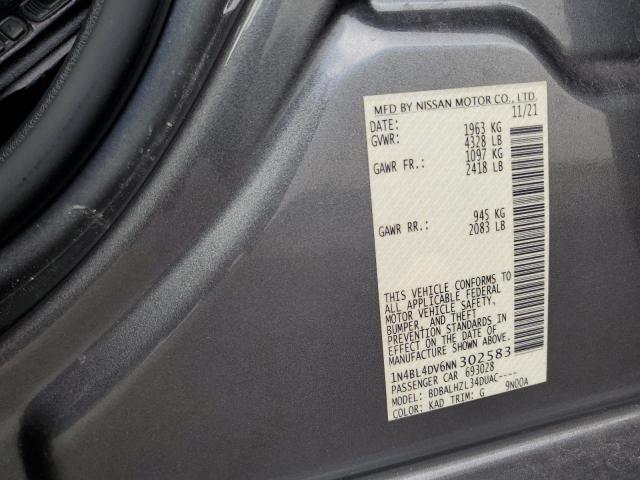 MFD BY NISSAN MOTOR CO., LTD.
DATE: 11/21
GVWR: 1963 KG
4328 LB
GAWR FR.: 1097 KG
2418 LB
GAWR RR.: 945 KG
2083 LB
THIS VEHICLE CONFORMS TO
ALL APPLICABLE FEDERAL
MOTOR VEHICLE SAFETY,
BUMPER, AND THEFT
PREVENTION STANDARDS IN
EFFECT ON THE DATE OF
MANUFACTURE SHOWN ABOVE.
1N4BL4DV6NN302583
PASSENGER CAR 693028
MODEL: BDBALHZL34DUAC----
COLOR: KAD TRIM: G 9N00A